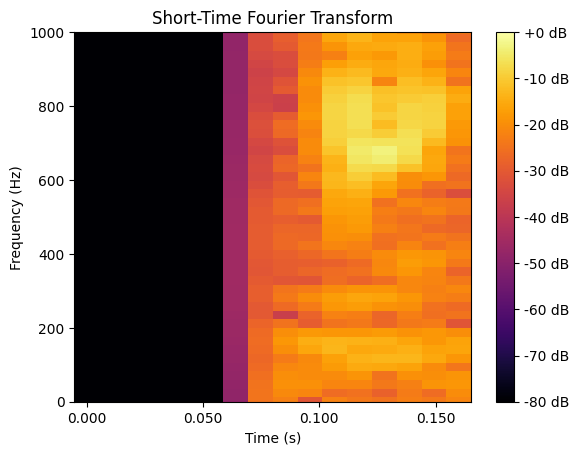 Short-Time Fourier Transform
1000
800
600
400
200
0
Frequency (Hz)
0.000
0.050
0.100
0.150
Time (s)
+0 dB
-10 dB
-20 dB
-30 dB
-40 dB
-50 dB
-60 dB
-70 dB
-80 dB